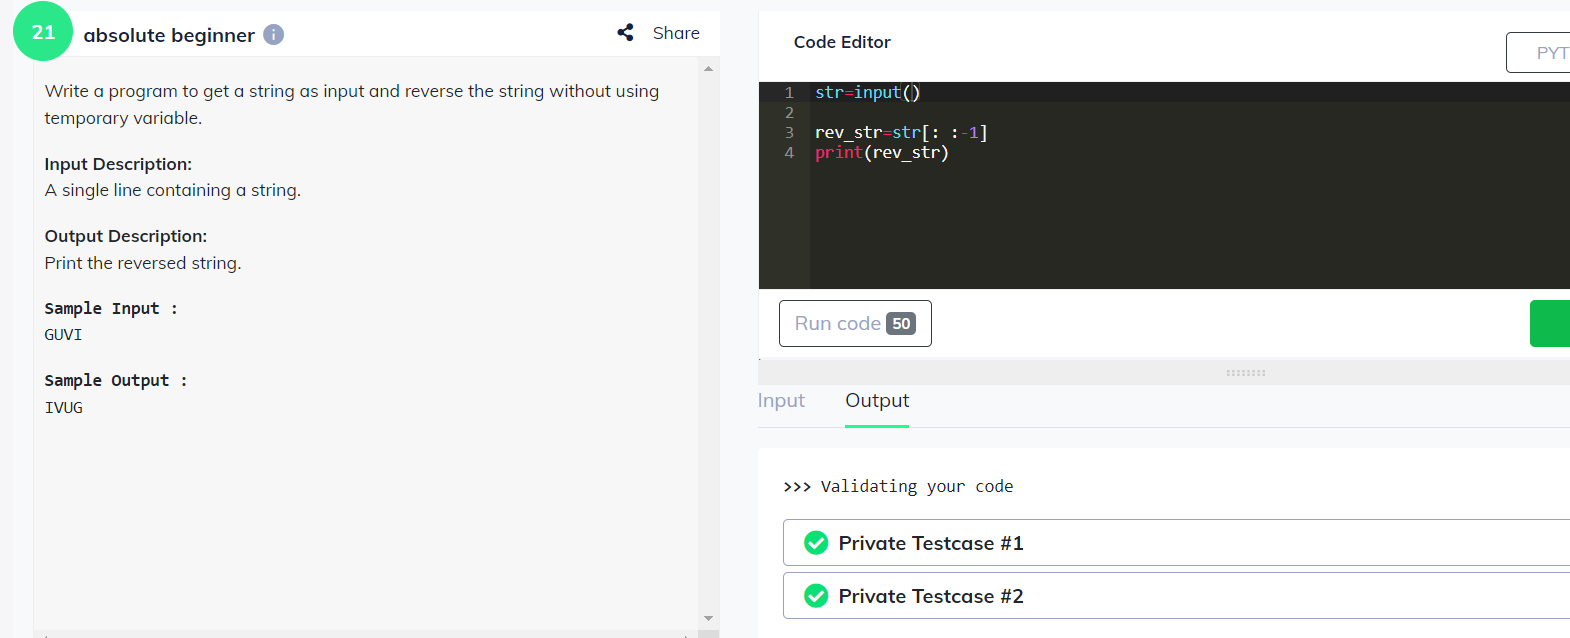 21
absolute beginner
Share
Write a program to get a string as input and reverse the string without using
temporary variable.
Input Description:
A single line containing a string.
Output Description:
Print the reversed string.
Sample Input :
GUVI
Sample Output :
IVUG
Code Editor
PYT
1 str=input()
2
3 rev_str=str[: :-1]
4 print(rev_str)
Run code 50
Input Output
>>> Validating your code
Private Testcase #1
Private Testcase #2